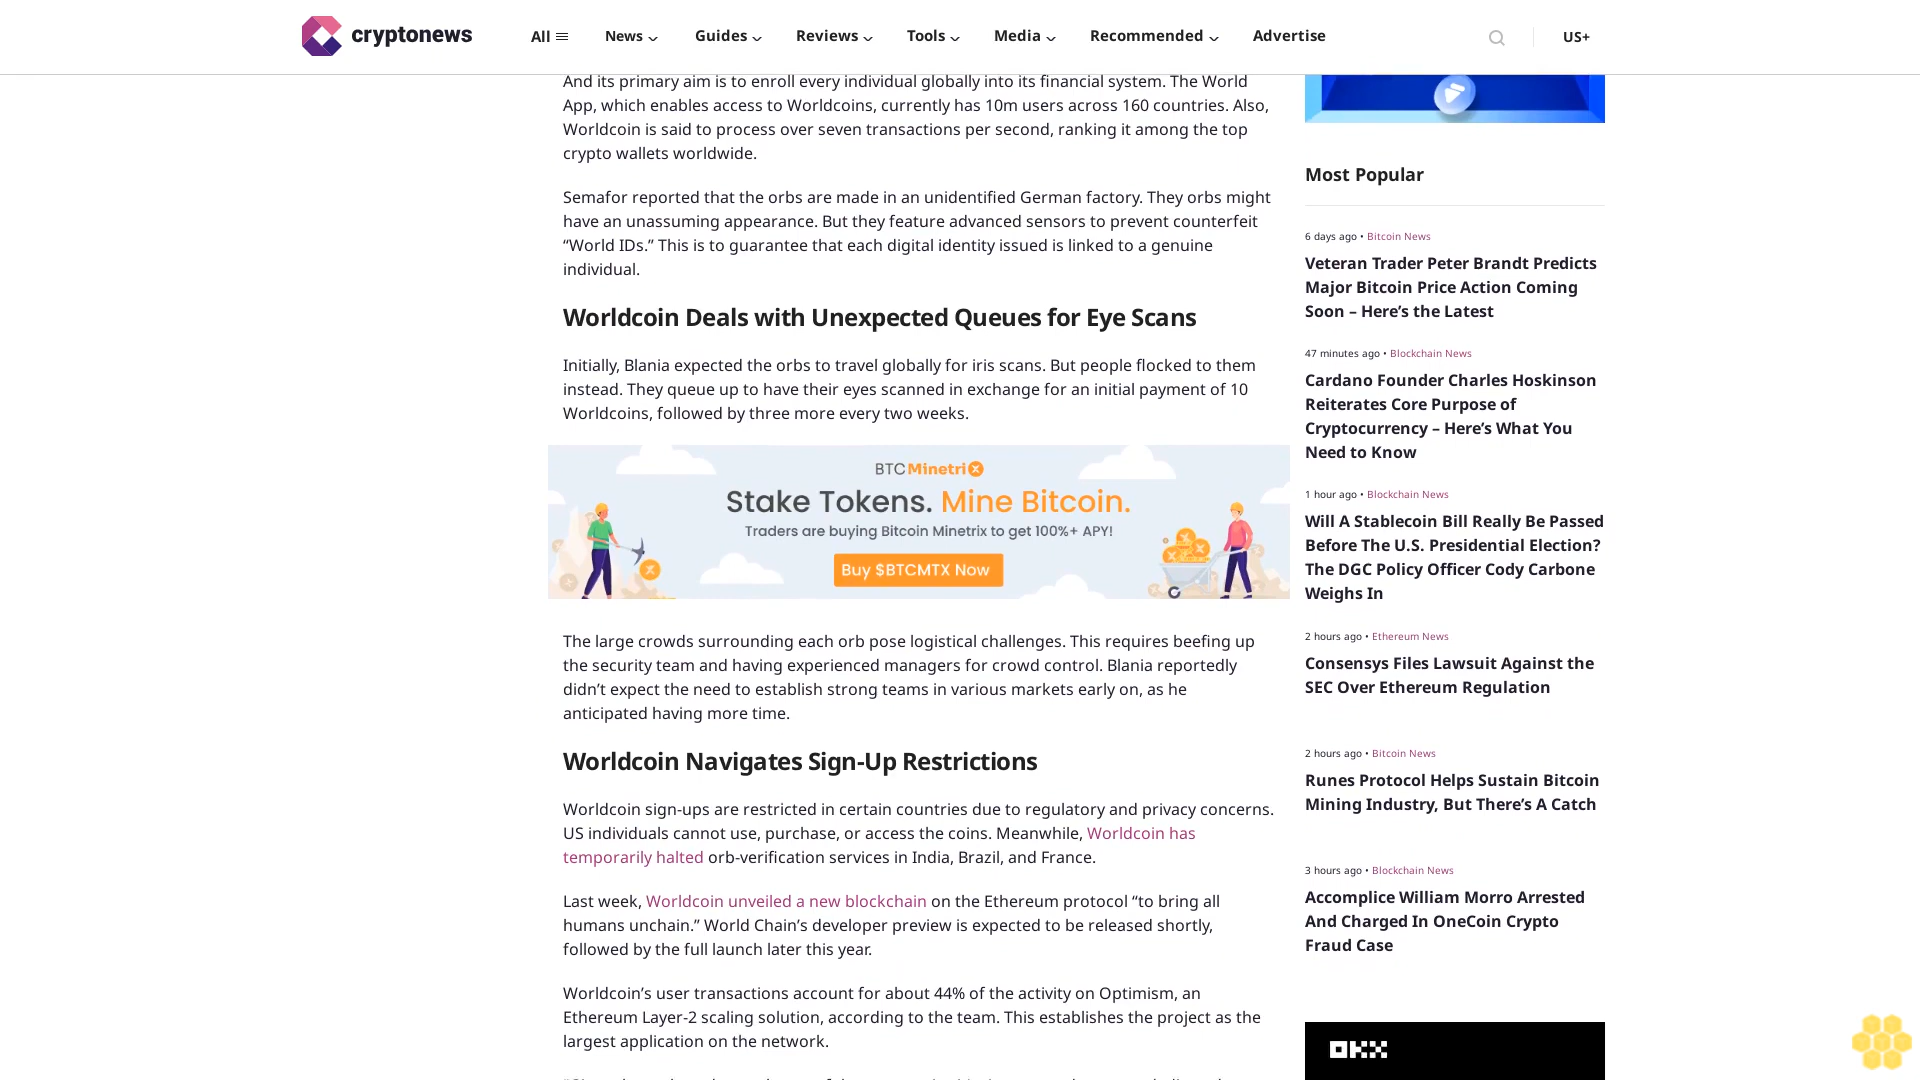 cryptonews
All
News
Guides
Reviews
Tools
Media
Recommended
Advertise
US+
And its primary aim is to enroll every individual globally into its financial system. The World
App, which enables access to Worldcoins, currently has 10m users across 160 countries. Also,
Worldcoin is said to process over seven transactions per second, ranking it among the top
crypto wallets worldwide.
Semafor reported that the orbs are made in an unidentified German factory. They orbs might
have an unassuming appearance. But they feature advanced sensors to prevent counterfeit
“World IDs.” This is to guarantee that each digital identity issued is linked to a genuine
individual.
Worldcoin Deals with Unexpected Queues for Eye Scans
Initially, Blania expected the orbs to travel globally for iris scans. But people flocked to them
instead. They queue up to have their eyes scanned in exchange for an initial payment of 10
Worldcoins, followed by three more every two weeks.
BTC Minetrix
Stake Tokens. Mine Bitcoin.
Traders are buying Bitcoin Minetrix to get 100%+ APY!
Buy $BTCMTX Now
The large crowds surrounding each orb pose logistical challenges. This requires beefing up
the security team and having experienced managers for crowd control. Blania reportedly
didn’t expect the need to establish strong teams in various markets early on, as he
anticipated having more time.
Worldcoin Navigates Sign-Up Restrictions
Worldcoin sign-ups are restricted in certain countries due to regulatory and privacy concerns.
US individuals cannot use, purchase, or access the coins. Meanwhile, Worldcoin has
temporarily halted orb-verification services in India, Brazil, and France.
Last week, Worldcoin unveiled a new blockchain on the Ethereum protocol “to bring all
humans unchain.” World Chain’s developer preview is expected to be released shortly,
followed by the full launch later this year.
Worldcoin’s user transactions account for about 44% of the activity on Optimism, an
Ethereum Layer-2 scaling solution, according to the team. This establishes the project as the
largest application on the network.
Most Popular
6 days ago • Bitcoin News
Veteran Trader Peter Brandt Predicts
Major Bitcoin Price Action Coming
Soon – Here’s the Latest
47 minutes ago • Blockchain News
Cardano Founder Charles Hoskinson
Reiterates Core Purpose of
Cryptocurrency – Here’s What You
Need to Know
1 hour ago • Blockchain News
Will A Stablecoin Bill Really Be Passed
Before The U.S. Presidential Election?
The DGC Policy Officer Cody Carbone
Weighs In
2 hours ago • Ethereum News
Consensys Files Lawsuit Against the
SEC Over Ethereum Regulation
2 hours ago • Bitcoin News
Runes Protocol Helps Sustain Bitcoin
Mining Industry, But There’s A Catch
3 hours ago • Blockchain News
Accomplice William Morro Arrested
And Charged In OneCoin Crypto
Fraud Case
OKX